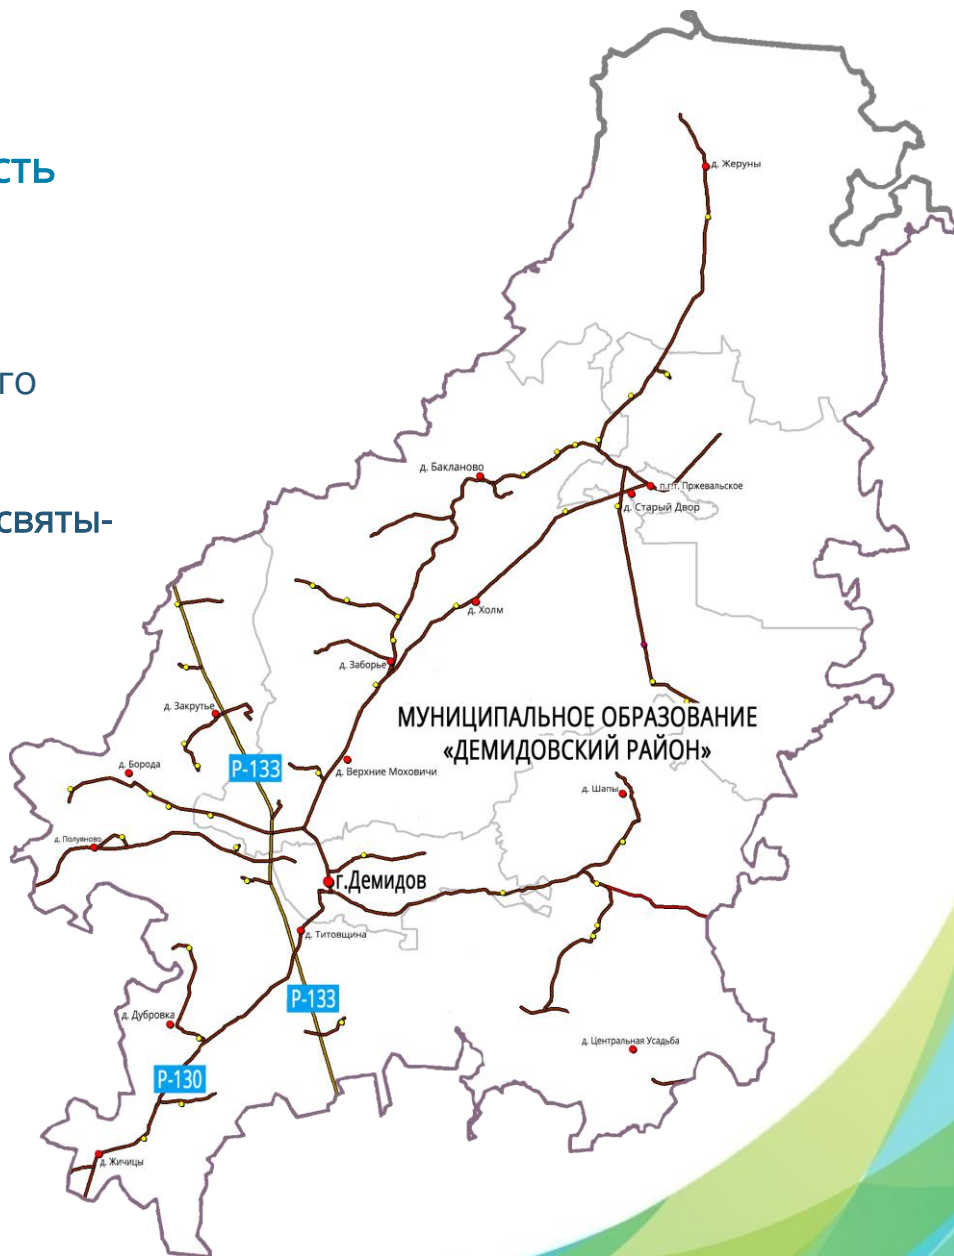 сть
го
святы-
д. Жеруны
д. Бакланово
п.г.т. Пржевальское
д. Старый Двор
д. Холм
д. Заборье
д. Закрутье
МУНИЦИПАЛЬНОЕ ОБРАЗОВАНИЕ
«ДЕМИДОВСКИЙ РАЙОН»
Р-133
д. Борода
д. Верхние Моховичи
д. Шапы
д. Полуяново
г.Демидов
д. Титовщина
Р-133
д. Дубровка
д. Центральная Усадьба
Р-130
д. Жичицы